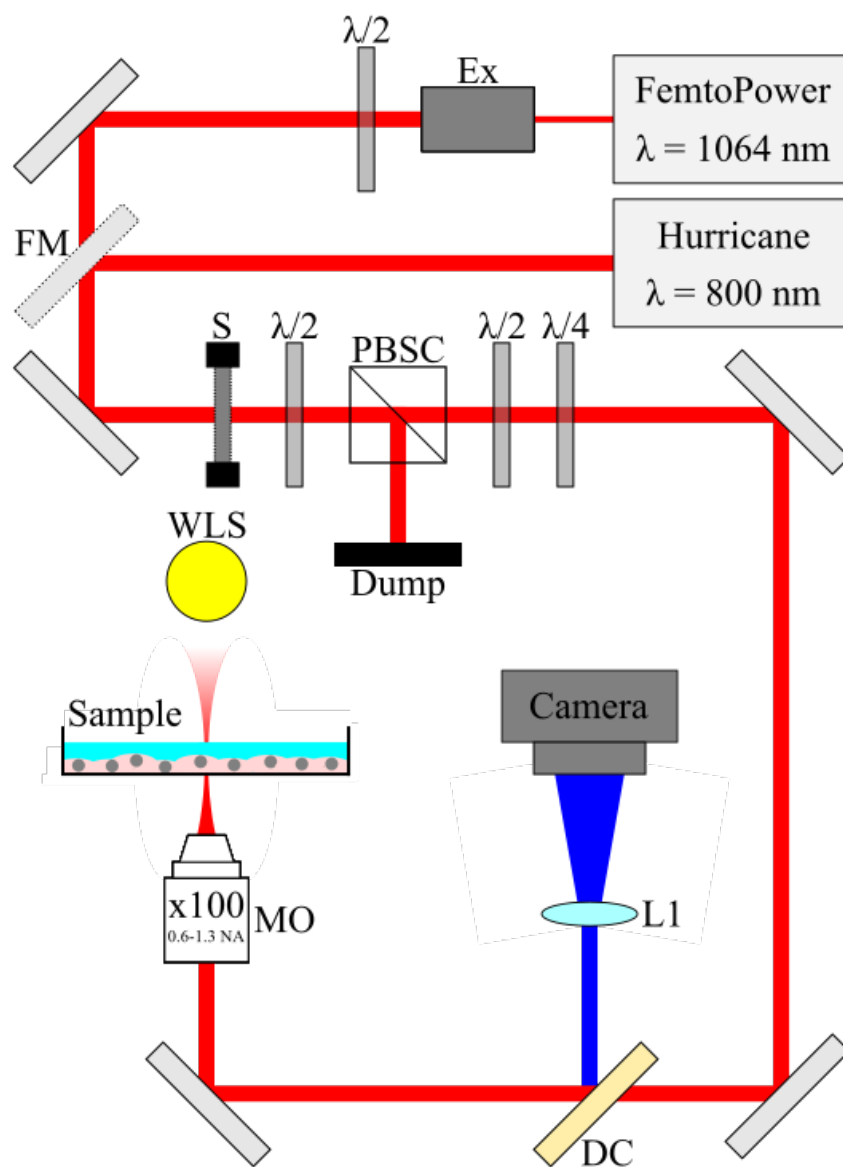 λ/2
Ex
FemtoPower
λ = 1064 nm
FM
Hurricane
λ = 800 nm
S
λ/2
PBSC
λ/2
λ/4
WLS
Dump
Sample
Camera
x100
0.6-1.3 NA
MO
L1
DC